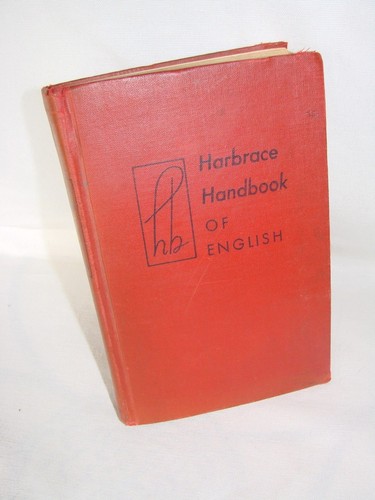 hb
Harbrace
Handbook
OF
ENGLISH